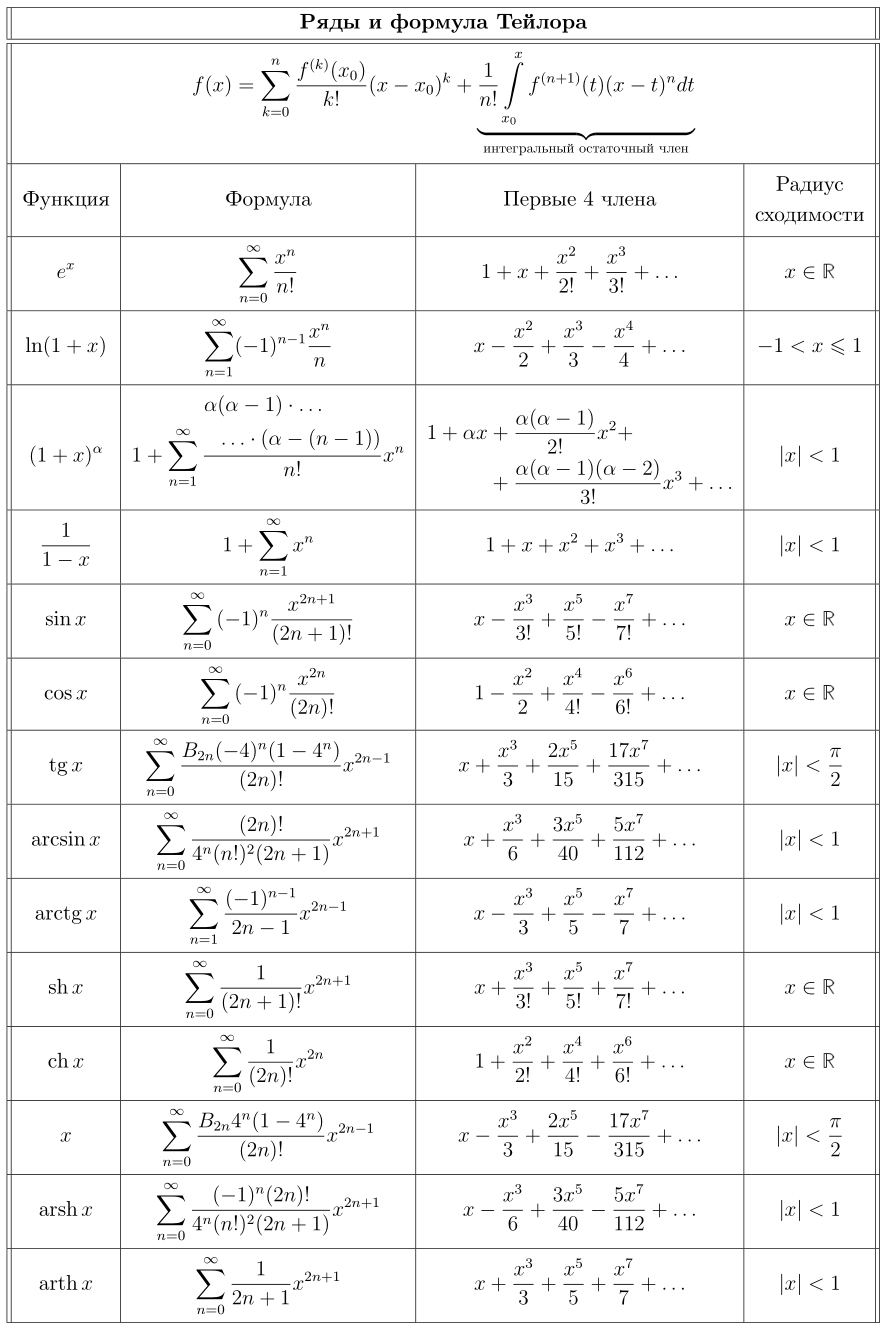 Ряды и формула Тейлора
$f(x) = \sum_{k=0}^{n} \frac{f^{(k)}(x_0)}{k!}(x - x_0)^k + \underbrace{\frac{1}{n!}\int_{x_0}^{x} f^{(n+1)}(t)(x - t)^n dt}_{\text{интегральный остаточный член}}$
Функция | Формула | Первые 4 члена | Радиус сходимости
$e^x$ | $\sum_{n=0}^{\infty} \frac{x^n}{n!}$ | $1 + x + \frac{x^2}{2!} + \frac{x^3}{3!} + \dots$ | $x \in \mathbb{R}$
$\ln(1 + x)$ | $\sum_{n=1}^{\infty} (-1)^{n-1}\frac{x^n}{n}$ | $x - \frac{x^2}{2} + \frac{x^3}{3} - \frac{x^4}{4} + \dots$ | $-1 < x \leqslant 1$
$(1 + x)^\alpha$ | $1 + \sum_{n=1}^{\infty} \frac{\alpha(\alpha - 1) \cdot \dots \dots \cdot (\alpha - (n - 1))}{n!}x^n$ | $1 + \alpha x + \frac{\alpha(\alpha - 1)}{2!}x^2 + + \frac{\alpha(\alpha - 1)(\alpha - 2)}{3!}x^3 + \dots$ | $|x| < 1$
$\frac{1}{1 - x}$ | $1 + \sum_{n=1}^{\infty} x^n$ | $1 + x + x^2 + x^3 + \dots$ | $|x| < 1$
$\sin x$ | $\sum_{n=0}^{\infty} (-1)^n \frac{x^{2n+1}}{(2n + 1)!}$ | $x - \frac{x^3}{3!} + \frac{x^5}{5!} - \frac{x^7}{7!} + \dots$ | $x \in \mathbb{R}$
$\cos x$ | $\sum_{n=0}^{\infty} (-1)^n \frac{x^{2n}}{(2n)!}$ | $1 - \frac{x^2}{2} + \frac{x^4}{4!} - \frac{x^6}{6!} + \dots$ | $x \in \mathbb{R}$
$\operatorname{tg} x$ | $\sum_{n=0}^{\infty} \frac{B_{2n}(-4)^n(1 - 4^n)}{(2n)!}x^{2n-1}$ | $x + \frac{x^3}{3} + \frac{2x^5}{15} + \frac{17x^7}{315} + \dots$ | $|x| < \frac{\pi}{2}$
$\arcsin x$ | $\sum_{n=0}^{\infty} \frac{(2n)!}{4^n(n!)^2(2n + 1)}x^{2n+1}$ | $x + \frac{x^3}{6} + \frac{3x^5}{40} + \frac{5x^7}{112} + \dots$ | $|x| < 1$
$\operatorname{arctg} x$ | $\sum_{n=1}^{\infty} \frac{(-1)^{n-1}}{2n - 1}x^{2n-1}$ | $x - \frac{x^3}{3} + \frac{x^5}{5} - \frac{x^7}{7} + \dots$ | $|x| < 1$
$\operatorname{sh} x$ | $\sum_{n=0}^{\infty} \frac{1}{(2n + 1)!}x^{2n+1}$ | $x + \frac{x^3}{3!} + \frac{x^5}{5!} + \frac{x^7}{7!} + \dots$ | $x \in \mathbb{R}$
$\operatorname{ch} x$ | $\sum_{n=0}^{\infty} \frac{1}{(2n)!}x^{2n}$ | $1 + \frac{x^2}{2!} + \frac{x^4}{4!} + \frac{x^6}{6!} + \dots$ | $x \in \mathbb{R}$
$x$ | $\sum_{n=0}^{\infty} \frac{B_{2n}4^n(1 - 4^n)}{(2n)!}x^{2n-1}$ | $x - \frac{x^3}{3} + \frac{2x^5}{15} - \frac{17x^7}{315} + \dots$ | $|x| < \frac{\pi}{2}$
$\operatorname{arsh} x$ | $\sum_{n=0}^{\infty} \frac{(-1)^n(2n)!}{4^n(n!)^2(2n + 1)}x^{2n+1}$ | $x - \frac{x^3}{6} + \frac{3x^5}{40} - \frac{5x^7}{112} + \dots$ | $|x| < 1$
$\operatorname{arth} x$ | $\sum_{n=0}^{\infty} \frac{1}{2n + 1}x^{2n+1}$ | $x + \frac{x^3}{3} + \frac{x^5}{5} + \frac{x^7}{7} + \dots$ | $|x| < 1$